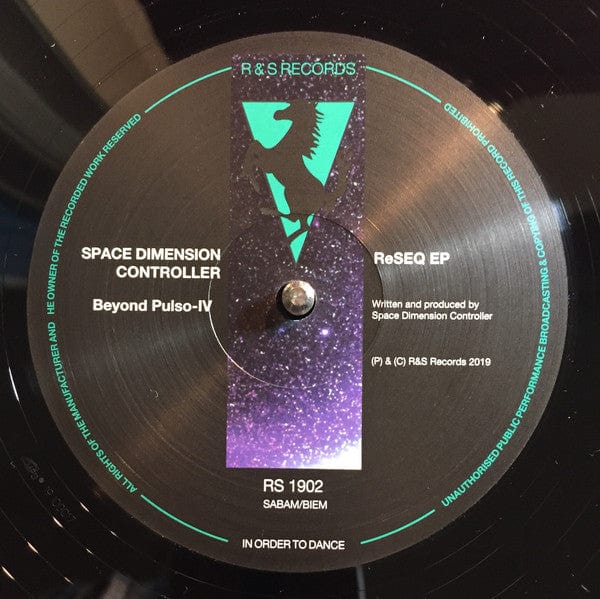 R & S RECORDS
SPACE DIMENSION
CONTROLLER
Beyond Pulso-IV
ReSEQ EP
Written and produced by
Space Dimension Controller
(P) & (C) R&S Records 2019
RS 1902
SABAM/BIEM
IN ORDER TO DANCE
ALL RIGHTS OF THE MANUFACTURER AND HE OWNER OF THE RECORDED WORK RESERVED
UNAUTHORISED PUBLIC PERFORMANCE BROADCASTING & COPYING OF THIS RECORD PROHIBITED